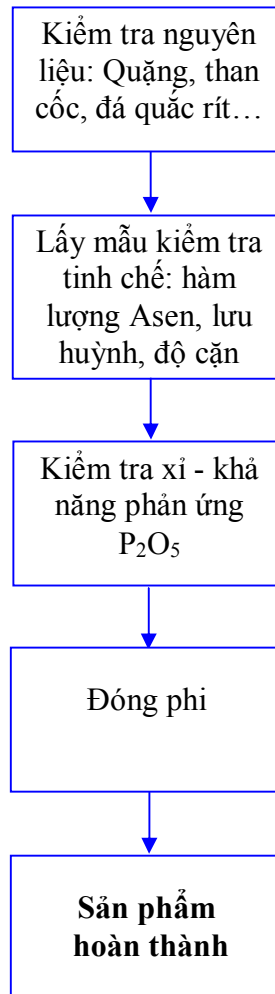 Kiểm tra nguyên
liệu: Quặng, than
cốc, đá quắc rít…
Lấy mẫu kiểm tra
tinh chế: hàm
lượng Asen, lưu
huỳnh, độ cặn
Kiểm tra xỉ - khả
năng phản ứng
P₂O₅
Đóng phi
Sản phẩm
hoàn thành